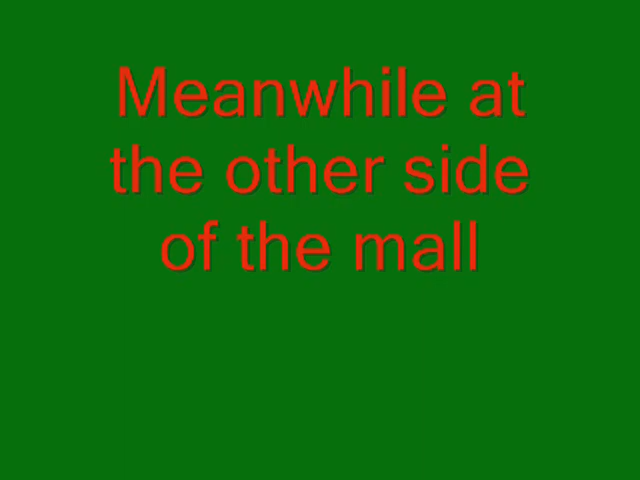 Meanwhile at
the other side
of the mall